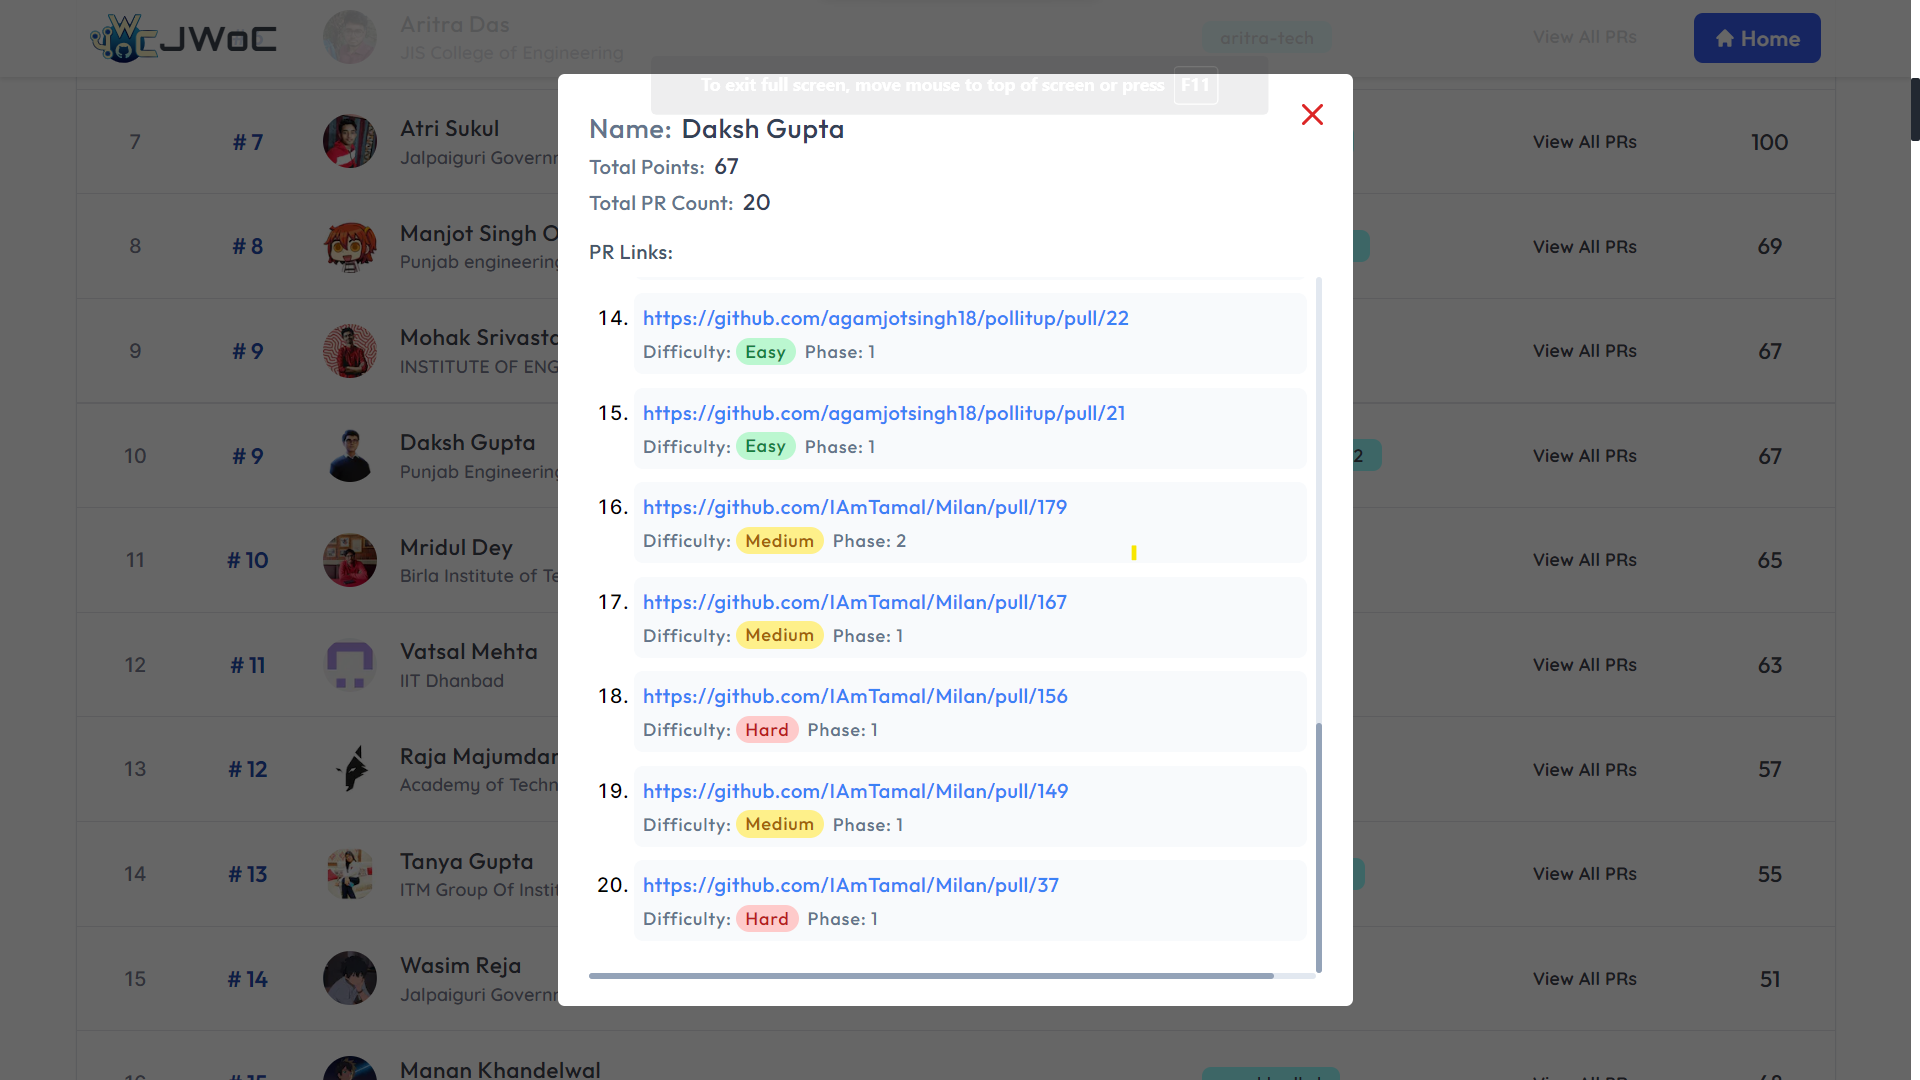 JWoC
Aritra Das
JIS College of Engineering
aritra-tech
View All PRs
Home
To exit full screen, move mouse to top of screen or press F11
7 # 7 Atri Sukul
Jalpaiguri Governr
View All PRs 100
8 # 8 Manjot Singh O
Punjab engineering
View All PRs 69
9 # 9 Mohak Srivasta
INSTITUTE OF ENG
View All PRs 67
10 # 9 Daksh Gupta
Punjab Engineering
2 View All PRs 67
11 # 10 Mridul Dey
Birla Institute of Te
View All PRs 65
12 # 11 Vatsal Mehta
IIT Dhanbad
View All PRs 63
13 # 12 Raja Majumdar
Academy of Techn
View All PRs 57
14 # 13 Tanya Gupta
ITM Group Of Instit
View All PRs 55
15 # 14 Wasim Reja
Jalpaiguri Governr
View All PRs 51
Manan Khandelwal
Name: Daksh Gupta
Total Points: 67
Total PR Count: 20
PR Links:
14. https://github.com/agamjotsingh18/pollitup/pull/22
Difficulty: Easy Phase: 1
15. https://github.com/agamjotsingh18/pollitup/pull/21
Difficulty: Easy Phase: 1
16. https://github.com/IAmTamal/Milan/pull/179
Difficulty: Medium Phase: 2
17. https://github.com/IAmTamal/Milan/pull/167
Difficulty: Medium Phase: 1
18. https://github.com/IAmTamal/Milan/pull/156
Difficulty: Hard Phase: 1
19. https://github.com/IAmTamal/Milan/pull/149
Difficulty: Medium Phase: 1
20. https://github.com/IAmTamal/Milan/pull/37
Difficulty: Hard Phase: 1